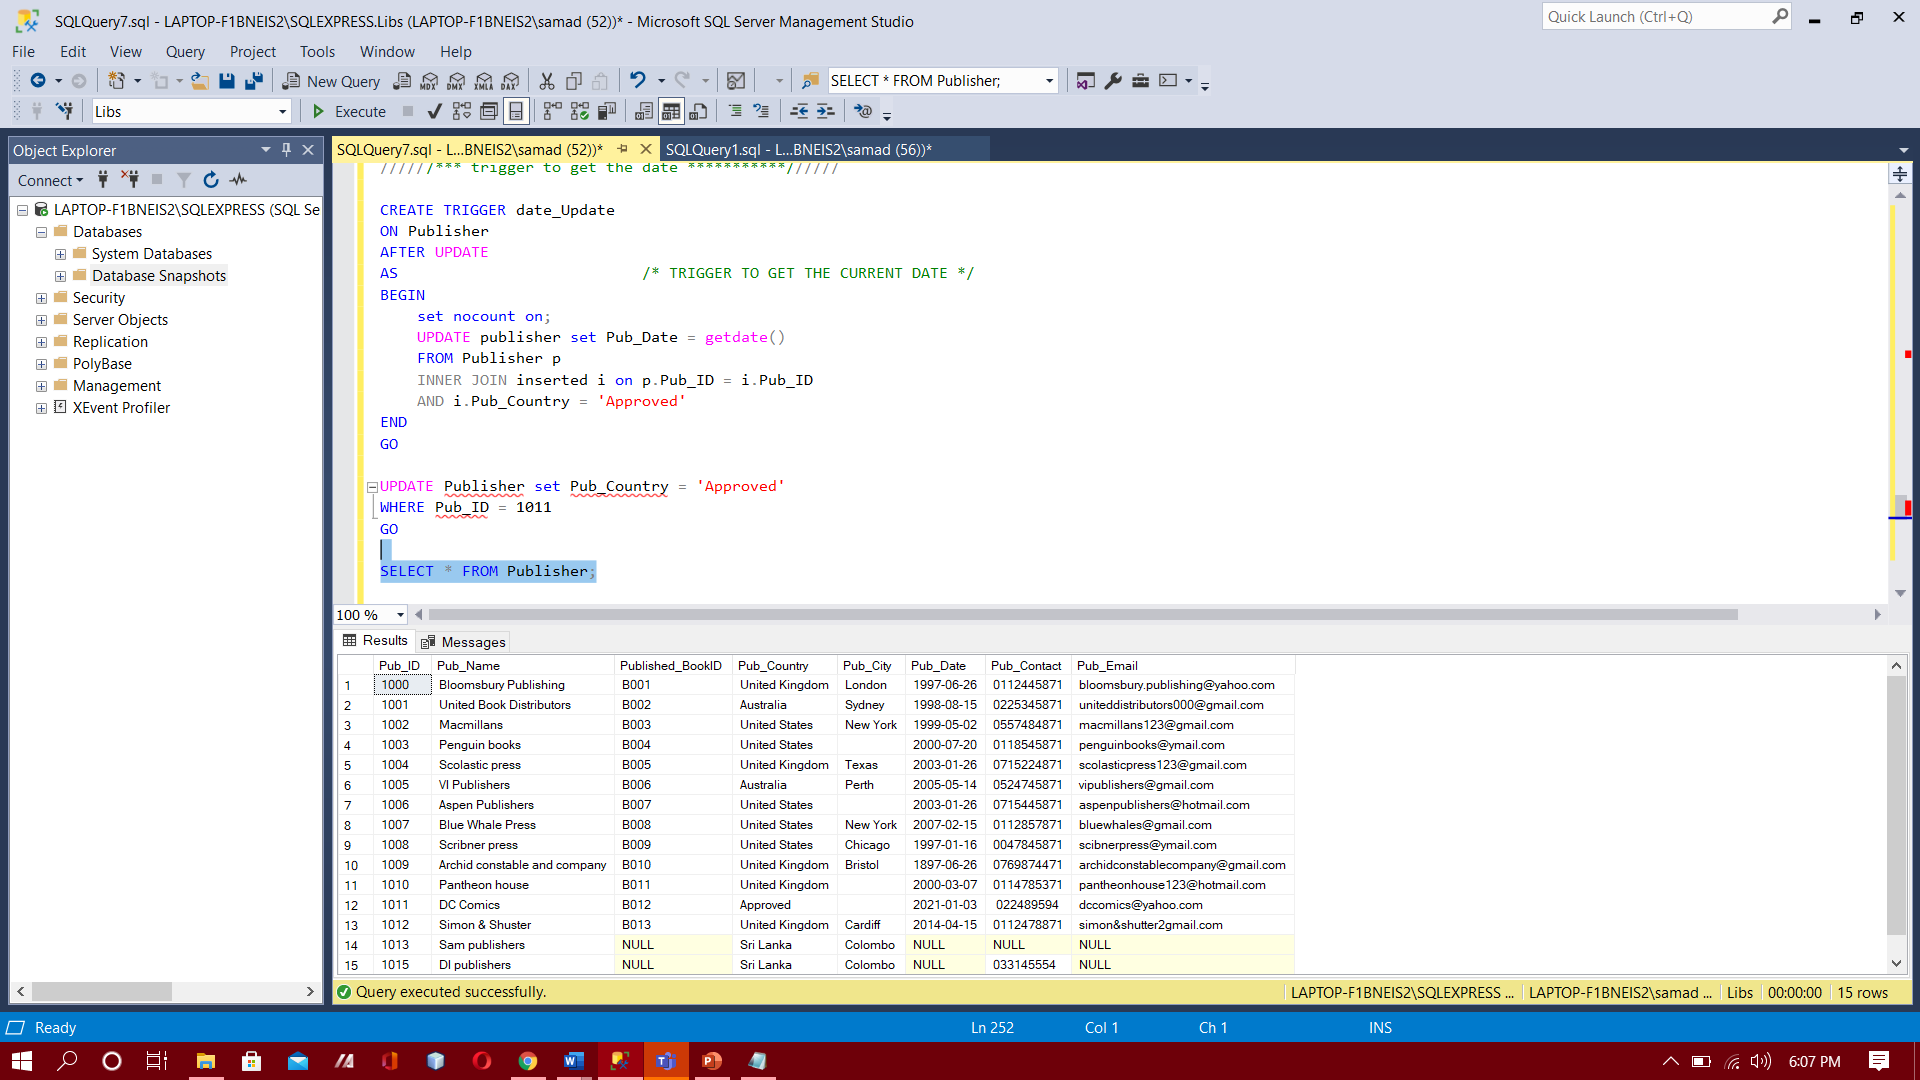 SQLQuery7.sql - LAPTOP-F1BNEIS2\SQLEXPRESS.Libs (LAPTOP-F1BNEIS2\samad (52))* - Microsoft SQL Server Management Studio
Quick Launch (Ctrl+Q)
File Edit View Query Project Tools Window Help
New Query MDX DMX XMLA DAX SELECT * FROM Publisher;
Libs Execute
Object Explorer
Connect
LAPTOP-F1BNEIS2\SQLEXPRESS (SQL Se
Databases
System Databases
Database Snapshots
Security
Server Objects
Replication
PolyBase
Management
XEvent Profiler
SQLQuery7.sql - L...BNEIS2\samad (52))* SQLQuery1.sql - L...BNEIS2\samad (56))*
//////*** trigger to get the date ***********//////
CREATE TRIGGER date_Update
ON Publisher
AFTER UPDATE
AS /* TRIGGER TO GET THE CURRENT DATE */
BEGIN
set nocount on;
UPDATE publisher set Pub_Date = getdate()
FROM Publisher p
INNER JOIN inserted i on p.Pub_ID = i.Pub_ID
AND i.Pub_Country = 'Approved'
END
GO
UPDATE Publisher set Pub_Country = 'Approved'
WHERE Pub_ID = 1011
GO
SELECT * FROM Publisher;
100 %
Results Messages
Pub_ID Pub_Name Published_BookID Pub_Country Pub_City Pub_Date Pub_Contact Pub_Email
1 1000 Bloomsbury Publishing B001 United Kingdom London 1997-06-26 0112445871 bloomsbury.publishing@yahoo.com
2 1001 United Book Distributors B002 Australia Sydney 1998-08-15 0225345871 uniteddistributors000@gmail.com
3 1002 Macmillans B003 United States New York 1999-05-02 0557484871 macmillans123@gmail.com
4 1003 Penguin books B004 United States 2000-07-20 0118545871 penguinbooks@ymail.com
5 1004 Scolastic press B005 United Kingdom Texas 2003-01-26 0715224871 scolasticpress123@gmail.com
6 1005 VI Publishers B006 Australia Perth 2005-05-14 0524745871 vipublishers@gmail.com
7 1006 Aspen Publishers B007 United States 2003-01-26 0715445871 aspenpublishers@hotmail.com
8 1007 Blue Whale Press B008 United States New York 2007-02-15 0112857871 bluewhales@gmail.com
9 1008 Scribner press B009 United States Chicago 1997-01-16 0047845871 scibnerpress@ymail.com
10 1009 Archid constable and company B010 United Kingdom Bristol 1897-06-26 0769874471 archidconstablecompany@gmail.com
11 1010 Pantheon house B011 United Kingdom 2000-03-07 0114785371 pantheonhouse123@hotmail.com
12 1011 DC Comics B012 Approved 2021-01-03 022489594 dccomics@yahoo.com
13 1012 Simon & Shuster B013 United Kingdom Cardiff 2014-04-15 0112478871 simon&shutter2gmail.com
14 1013 Sam publishers NULL Sri Lanka Colombo NULL NULL NULL
15 1015 DI publishers NULL Sri Lanka Colombo NULL 033145554 NULL
Query executed successfully. LAPTOP-F1BNEIS2\SQLEXPRESS ... LAPTOP-F1BNEIS2\samad ... Libs 00:00:00 15 rows
Ready Ln 252 Col 1 Ch 1 INS
6:07 PM